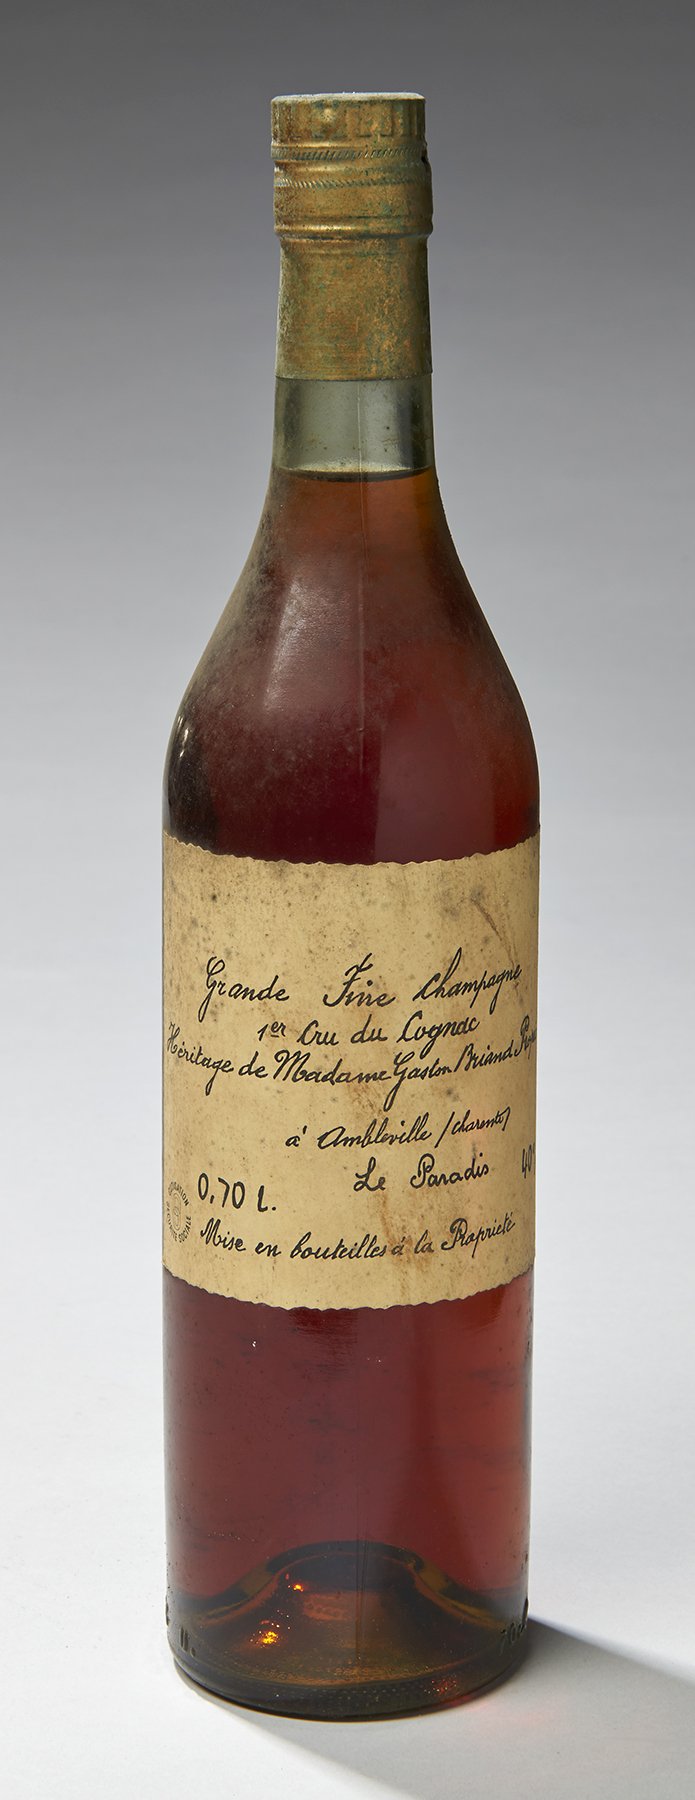 Grande Fine Champagne
1er Cru du Cognac
Héritage de Madame Gaston Briand
à Ambleville (Charente)
Le Paradis
40°
0,70 l.
Mise en bouteilles à la Propriété